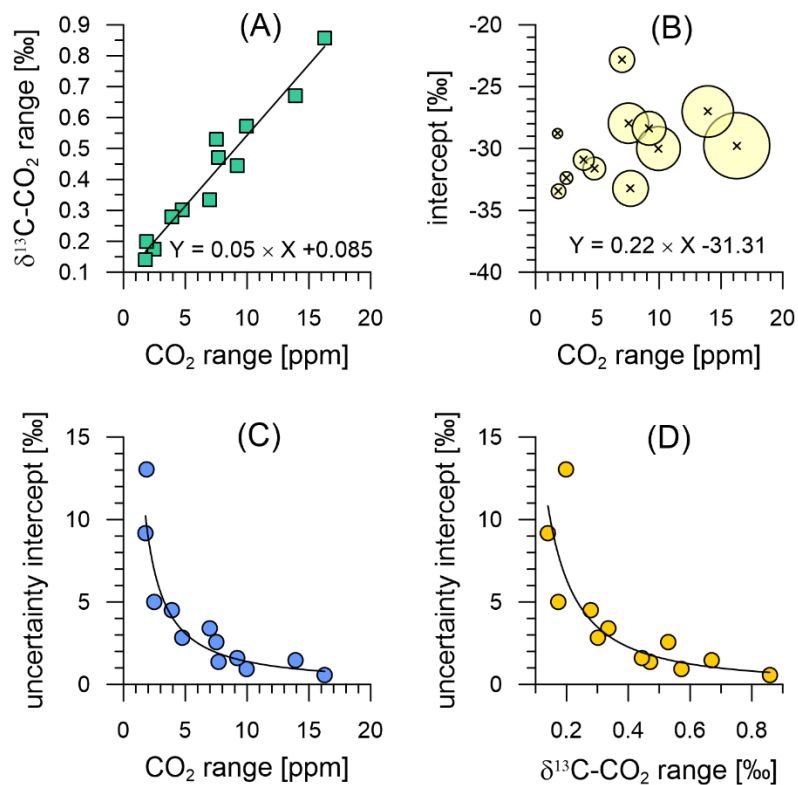 (A)
δ¹³C-CO₂ range [‰]
0.9
0.8
0.7
0.6
0.5
0.4
0.3
0.2
0.1
Y = 0.05 × X +0.085
0 5 10 15 20
CO₂ range [ppm]
(B)
intercept [‰]
-20
-25
-30
-35
-40
Y = 0.22 × X -31.31
0 5 10 15 20
CO₂ range [ppm]
(C)
uncertainty intercept [‰]
15
10
5
0
0 5 10 15 20
CO₂ range [ppm]
(D)
uncertainty intercept [‰]
15
10
5
0
0.2 0.4 0.6 0.8
δ¹³C-CO₂ range [‰]